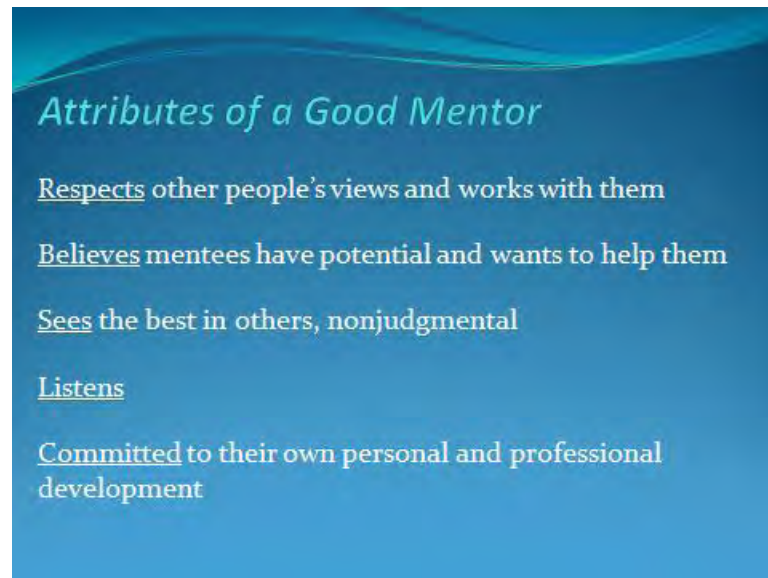 Attributes of a Good Mentor
Respects other people’s views and works with them
Believes mentees have potential and wants to help them
Sees the best in others, nonjudgmental
Listens
Committed to their own personal and professional
development